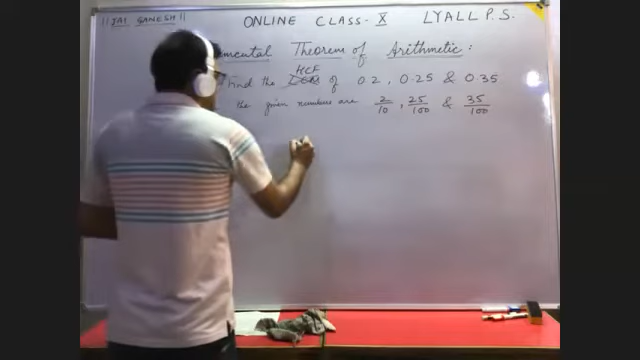 || JAI GANESH || ONLINE CLASS-X LYALL P.S.
Theorem of Arithmetic :
Find the HCF of 0.2, 0.25 & 0.35
the given numbers are 2/10, 25/100 & 35/100